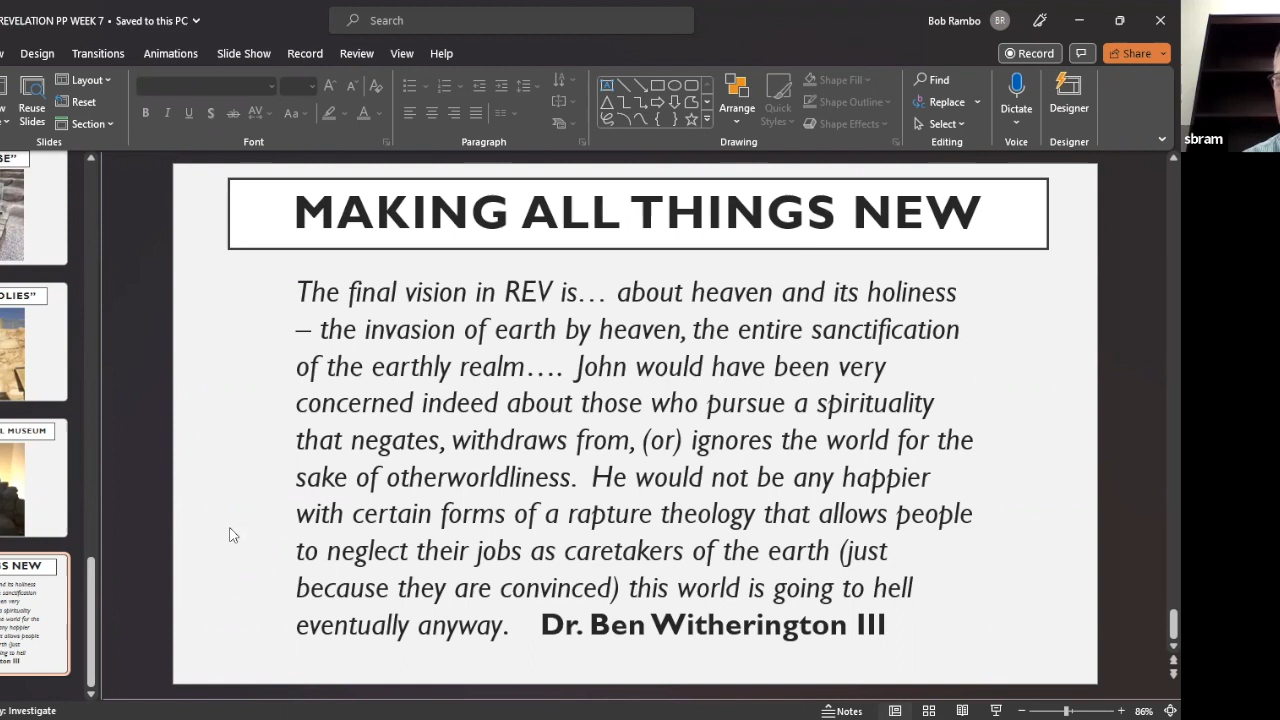 REVELATION PP WEEK 7 • Saved to this PC
Search
Bob Rambo
BR
Design Transitions Animations Slide Show Record Review View Help
Record
Share
Reuse Slides
Layout
Reset
Section
Slides
B I U S ab AV Aa A
Font
Paragraph
Arrange
Quick Styles
Shape Fill
Shape Outline
Shape Effects
Drawing
Find
Replace
Select
Editing
Dictate
Voice
Designer
Designer
sbram
MAKING ALL THINGS NEW
The final vision in REV is… about heaven and its holiness
– the invasion of earth by heaven, the entire sanctification
of the earthly realm…. John would have been very
concerned indeed about those who pursue a spirituality
that negates, withdraws from, (or) ignores the world for the
sake of otherworldliness. He would not be any happier
with certain forms of a rapture theology that allows people
to neglect their jobs as caretakers of the earth (just
because they are convinced) this world is going to hell
eventually anyway. Dr. Ben Witherington III
L MUSEUM
GS NEW
y: Investigate
Notes
86%